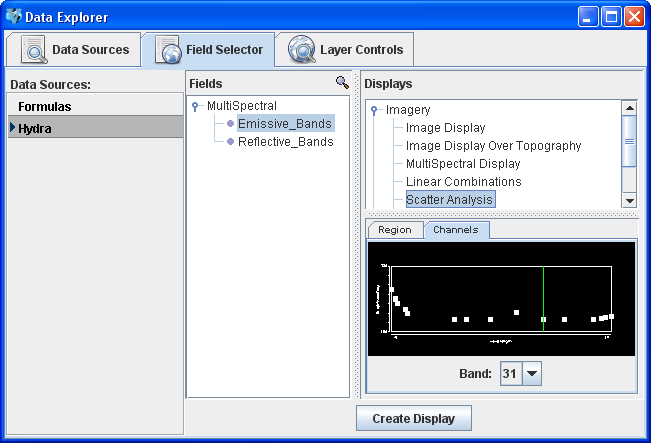 Data Explorer
Data Sources
Field Selector
Layer Controls
Data Sources:
Formulas
Hydra
Fields
MultiSpectral
Emissive_Bands
Reflective_Bands
Displays
Imagery
Image Display
Image Display Over Topography
MultiSpectral Display
Linear Combinations
Scatter Analysis
Region
Channels
Band:
31
Create Display